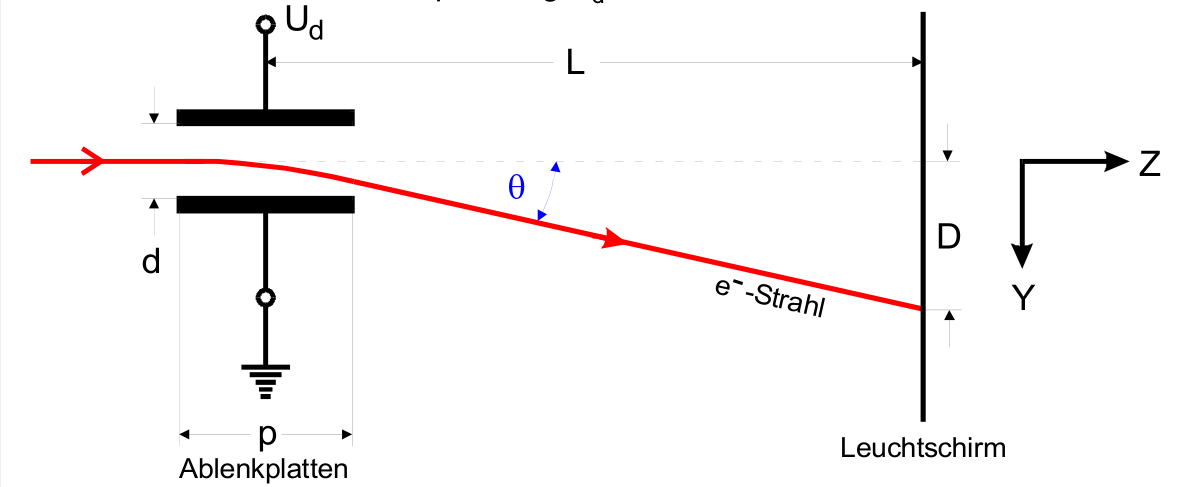 U_d
L
θ
Z
D
d
e⁻-Strahl
Y
p
Leuchtschirm
Ablenkplatten